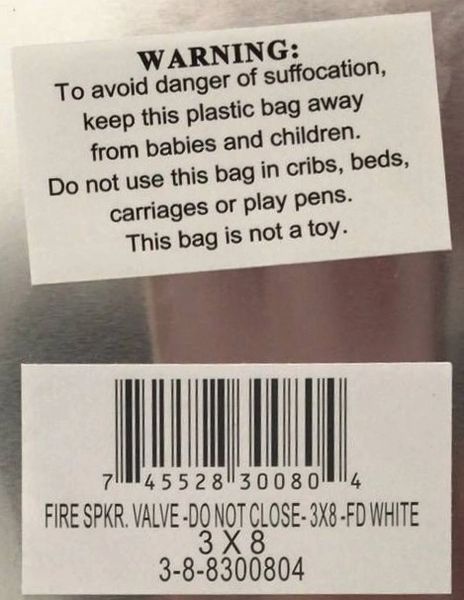 WARNING:
To avoid danger of suffocation,
keep this plastic bag away
from babies and children.
Do not use this bag in cribs, beds,
carriages or play pens.
This bag is not a toy.
7 45528 30080 4
FIRE SPKR. VALVE -DO NOT CLOSE- 3X8 -FD WHITE
3 X 8
3-8-8300804